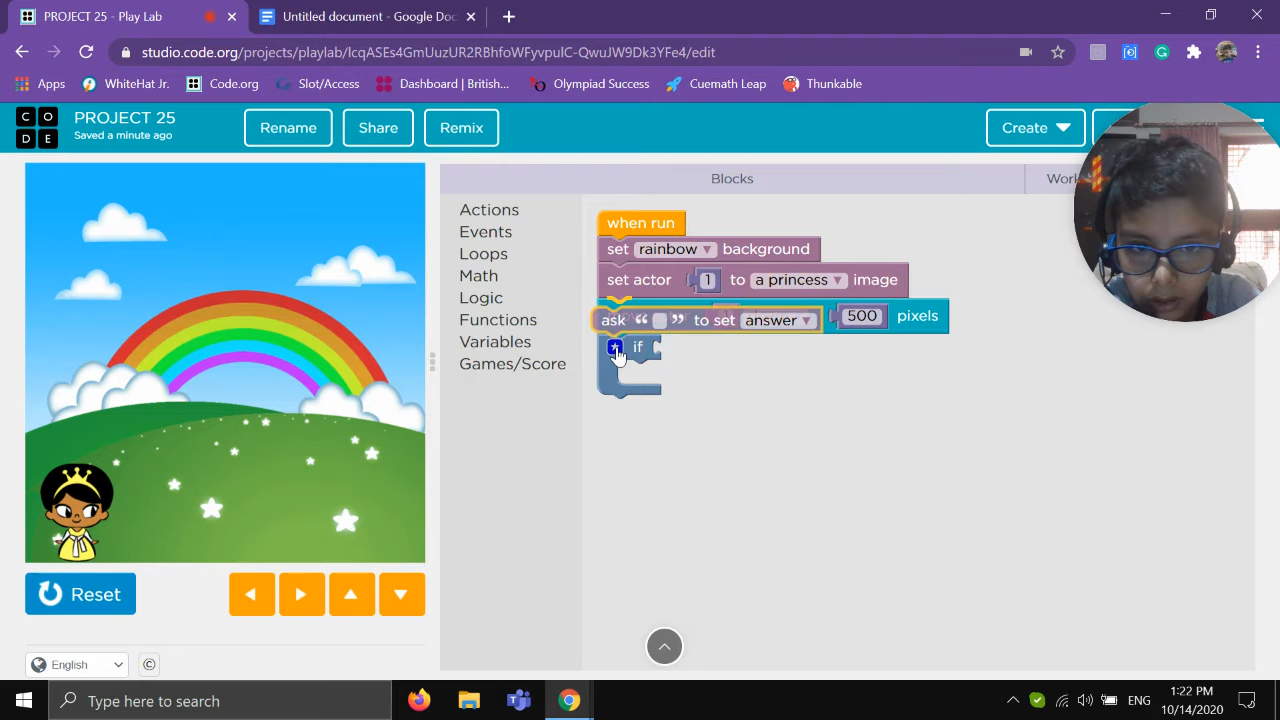 PROJECT 25 - Play Lab
Untitled document - Google Doc
studio.code.org/projects/playlab/IcqASEs4GmUuzUR2RBhfoWFyvpulC-QwuJW9Dk3YFe4/edit
Apps
WhiteHat Jr.
Code.org
Slot/Access
Dashboard | British...
Olympiad Success
Cuemath Leap
Thunkable
C O
D E
PROJECT 25
Saved a minute ago
Rename
Share
Remix
Create
Blocks
Actions
Events
Loops
Math
Logic
Functions
Variables
Games/Score
when run
set rainbow background
set actor 1 to a princess image
ask “ ” to set answer
500 pixels
if
Reset
English
©
Type here to search
ENG
1:22 PM
10/14/2020